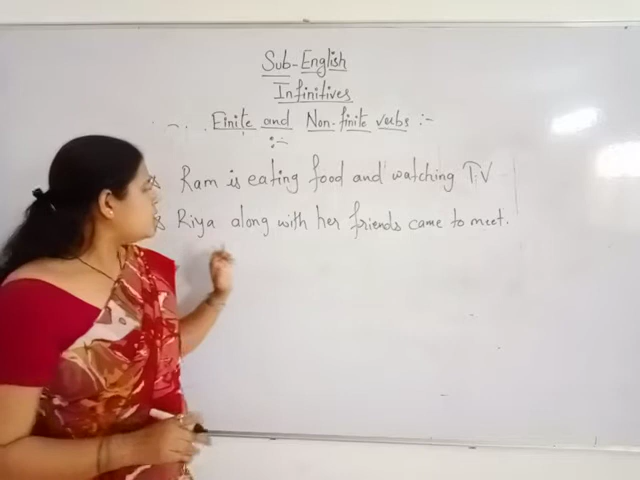 Sub-English
Infinitives
Finite and Non-finite verbs :-
Ram is eating food and watching T.V
Riya along with her friends came to meet.